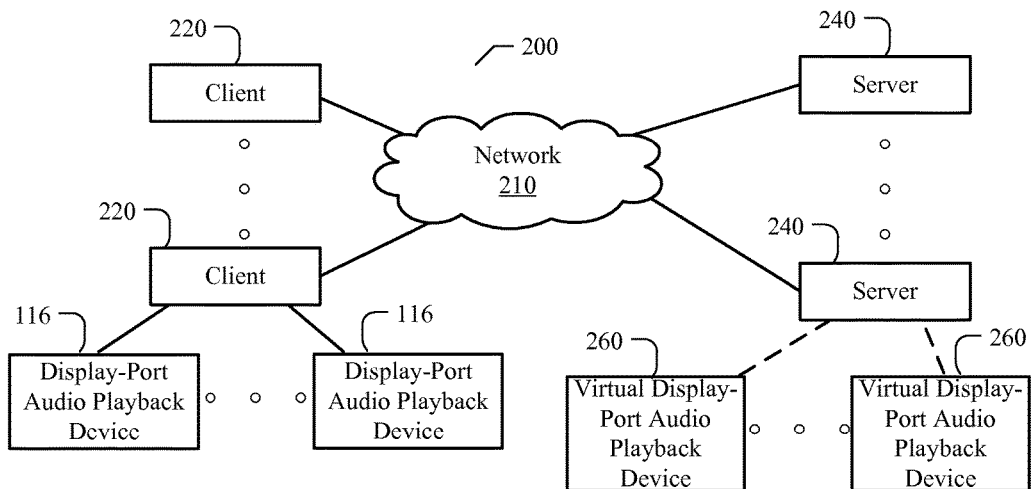 220
200
240
Client
Server
Network
210
220
240
Client
Server
116
116
260
260
Display-Port
Audio Playback
Device
Display-Port
Audio Playback
Device
Virtual Display-
Port Audio
Playback
Device
Virtual Display-
Port Audio
Playback
Device